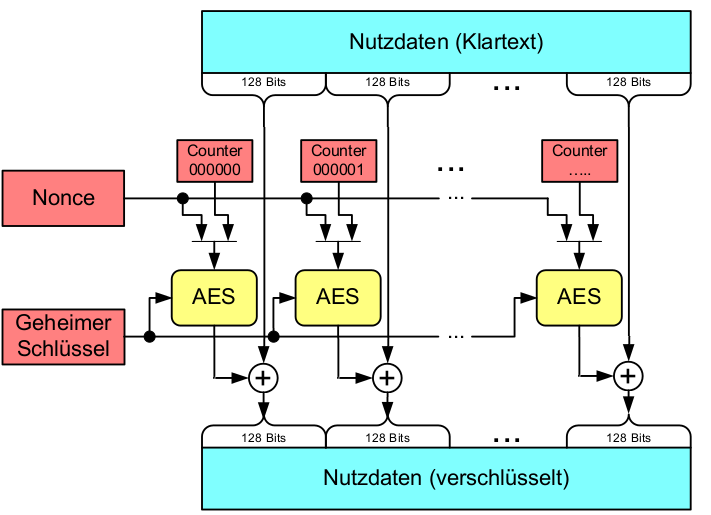 Nutzdaten (Klartext)
128 Bits
128 Bits
...
128 Bits
Counter
000000
Counter
000001
...
Counter
.....
Nonce
...
AES
AES
AES
Geheimer
Schlüssel
...
128 Bits
128 Bits
...
128 Bits
Nutzdaten (verschlüsselt)